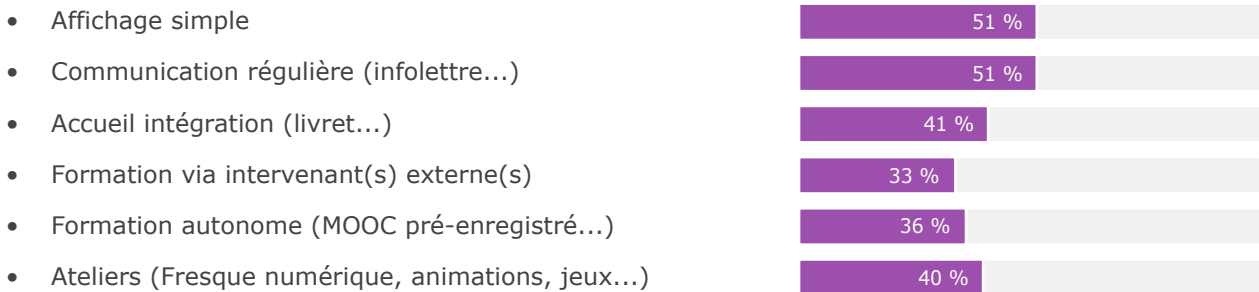 • Affichage simple 51 %
• Communication régulière (infolettre...) 51 %
• Accueil intégration (livret...) 41 %
• Formation via intervenant(s) externe(s) 33 %
• Formation autonome (MOOC pré-enregistré...) 36 %
• Ateliers (Fresque numérique, animations, jeux...) 40 %